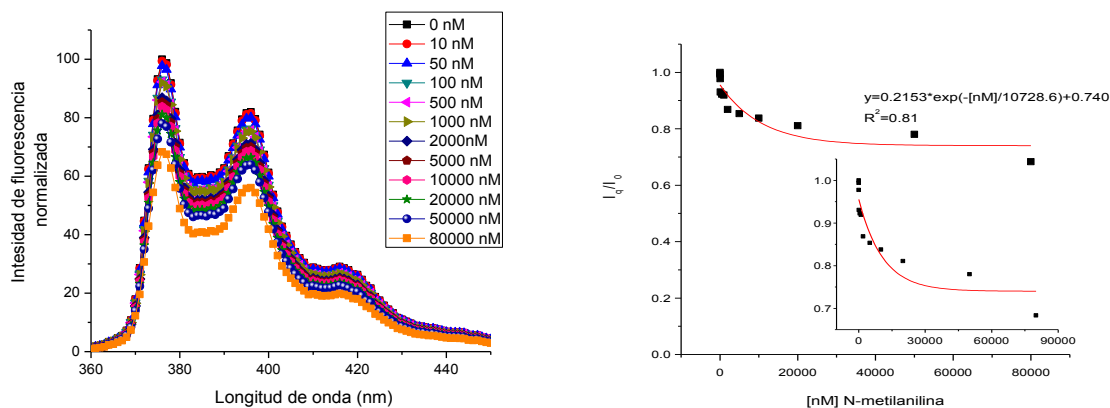 Intesidad de fluorescencia
normalizada
100
80
60
40
20
0
360 380 400 420 440
Longitud de onda (nm)
0 nM
10 nM
50 nM
100 nM
500 nM
1000 nM
2000nM
5000 nM
10000 nM
20000 nM
50000 nM
80000 nM
I_q/I_0
1.0
0.8
0.6
0.4
0.2
0.0
0 20000 40000 60000 80000
[nM] N-metilanilina
y=0.2153*exp(-[nM]/10728.6)+0.740
R²=0.81
1.0
0.9
0.8
0.7
0 30000 60000 90000